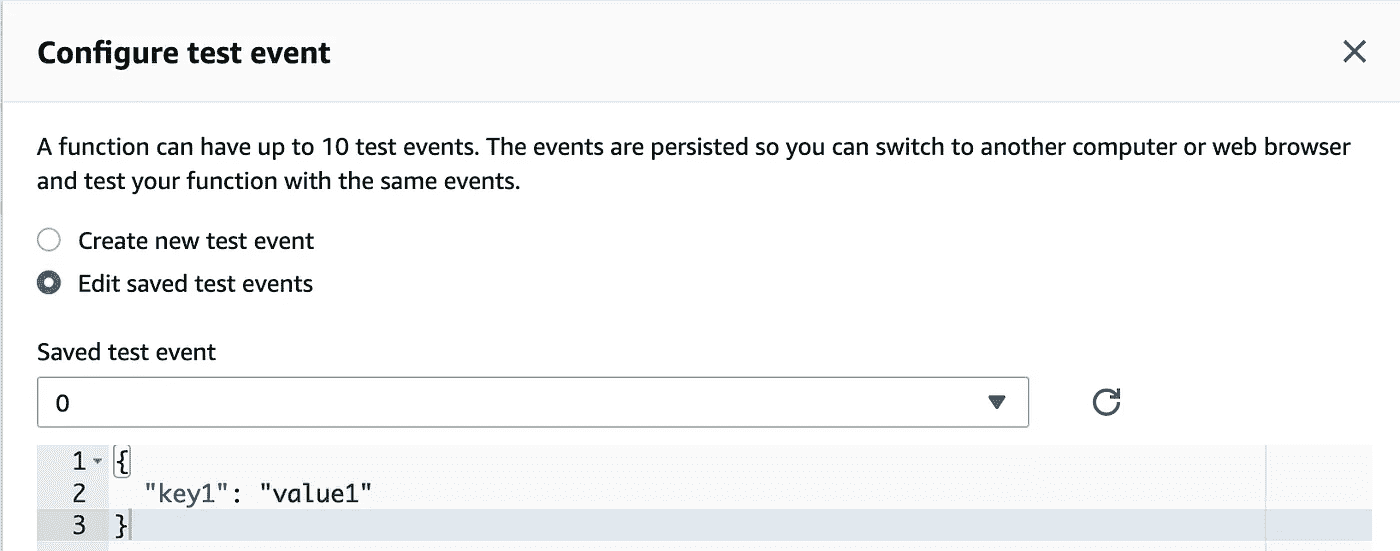 Configure test event
A function can have up to 10 test events. The events are persisted so you can switch to another computer or web browser
and test your function with the same events.
Create new test event
Edit saved test events
Saved test event
0
1 {
2 "key1": "value1"
3 }